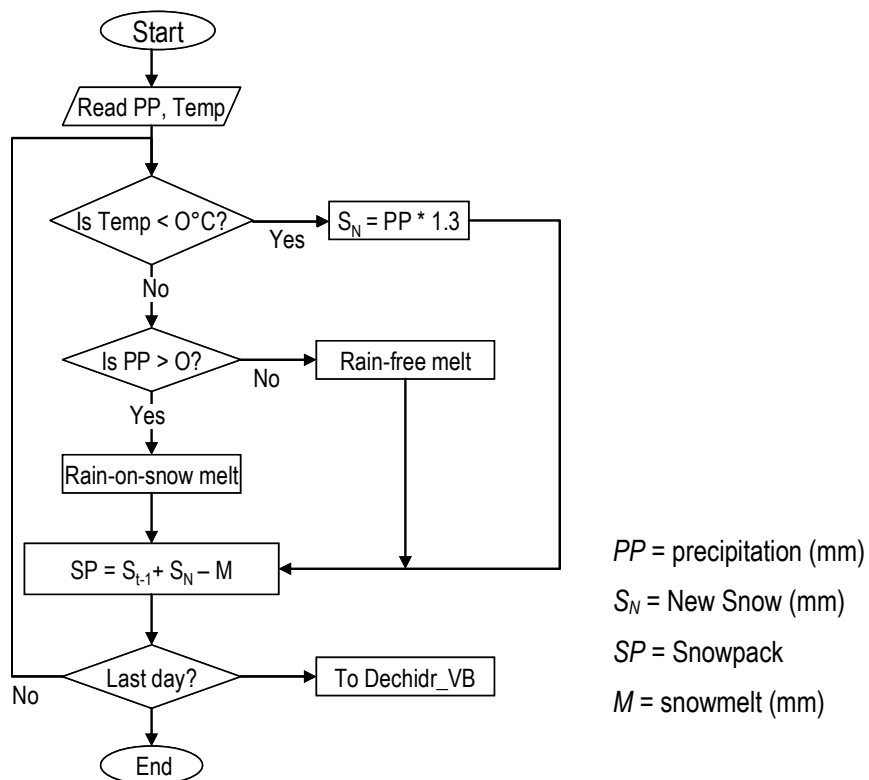 Start
Read PP, Temp
Is Temp < O°C?
Yes
S_N = PP * 1.3
No
Is PP > O?
No
Rain-free melt
Yes
Rain-on-snow melt
SP = S_{t-1}+ S_N – M
PP = precipitation (mm)
S_N = New Snow (mm)
SP = Snowpack
M = snowmelt (mm)
Last day?
No
To Dechidr_VB
End